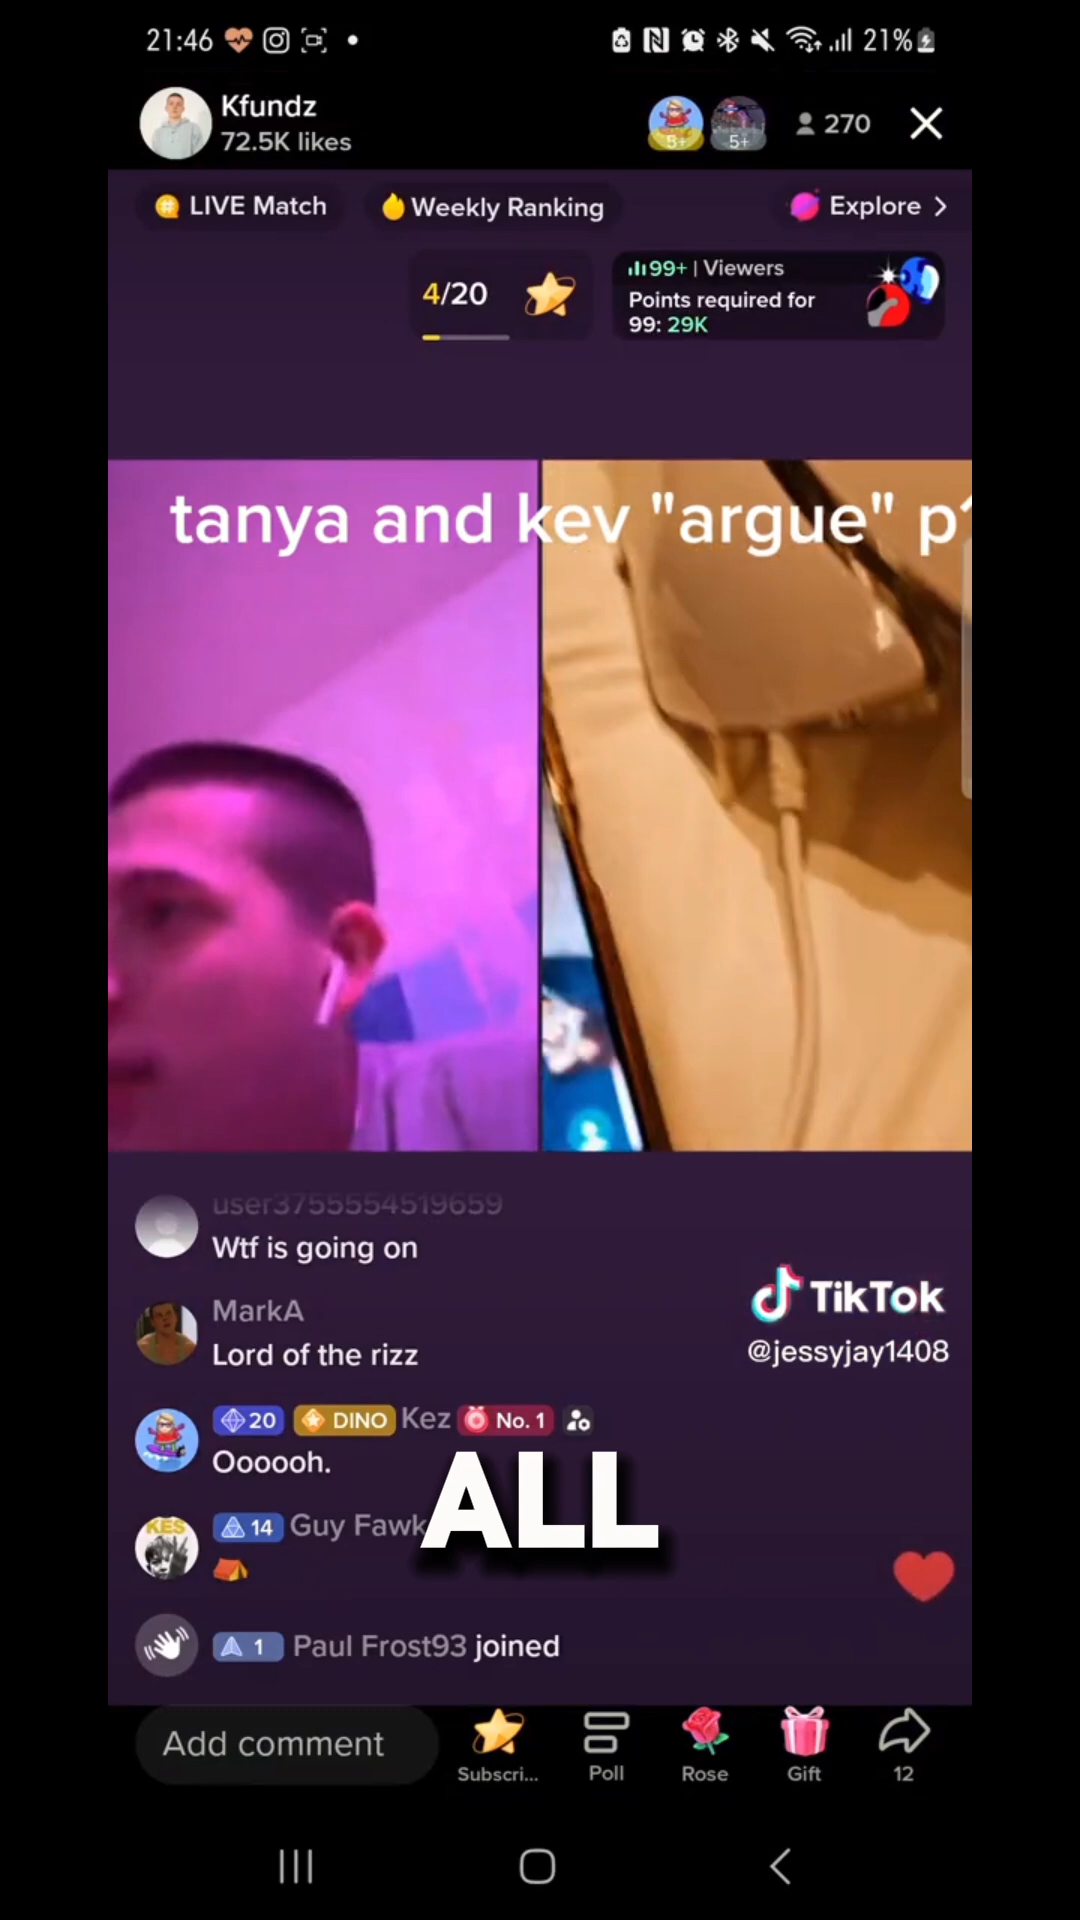 21:46
21%
Kfundz
72.5K likes
5+
5+
270
LIVE Match
Weekly Ranking
Explore
4/20
99+ | Viewers
Points required for
99: 29K
tanya and kev "argue"
user3755554519659
Wtf is going on
MarkA
Lord of the rizz
TikTok
@jessyjay1408
20 DINO Kez No. 1
Oooooh.
ALL
KES
14 Guy Fawk
1 Paul Frost93 joined
Add comment
Subscri...
Poll
Rose
Gift
12